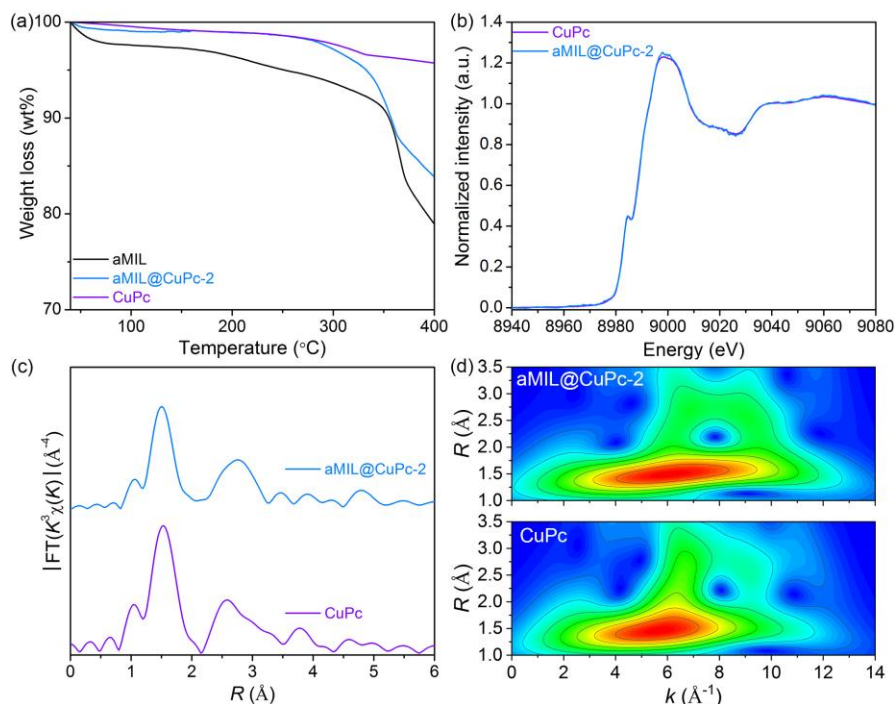 (a)
100
90
80
70
Weight loss (wt%)
aMIL
aMIL@CuPc-2
CuPc
100
200
300
400
Temperature (°C)
(b)
1.4
1.2
1.0
0.8
0.6
0.4
0.2
0.0
Normalized intensity (a.u.)
CuPc
aMIL@CuPc-2
8940 8960 8980 9000 9020 9040 9060 9080
Energy (eV)
(c)
|FT(K³χ(K)| (Å⁻⁴)
aMIL@CuPc-2
CuPc
0 1 2 3 4 5 6
R (Å)
(d)
aMIL@CuPc-2
3.5
3.0
2.5
2.0
1.5
1.0
R (Å)
CuPc
3.5
3.0
2.5
2.0
1.5
1.0
R (Å)
0 2 4 6 8 10 12 14
k (Å⁻¹)